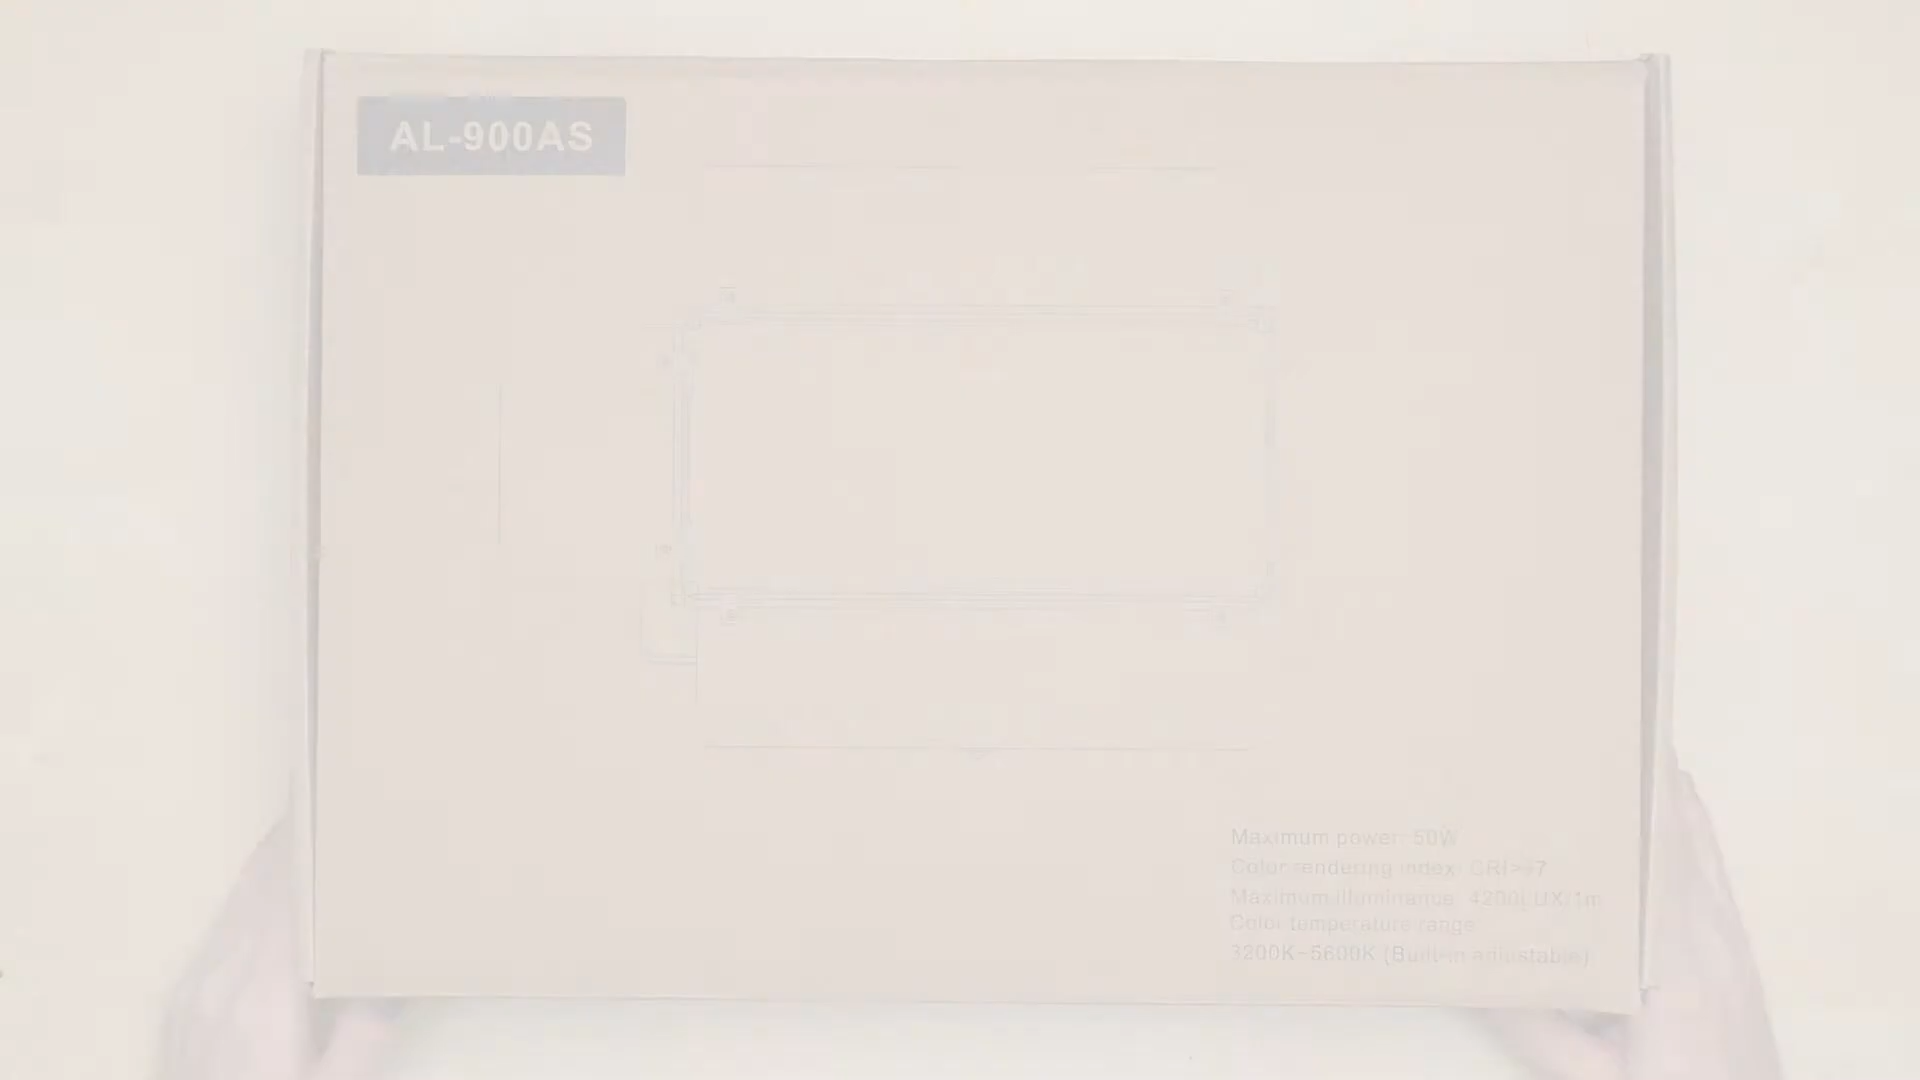 AL-900AS
Maximum power: 50W
Color rendering index: CRI>
Maximum illuminance: 4200LUX/1m
Color temperature range
3200K~5600K (Built-in adjustable)